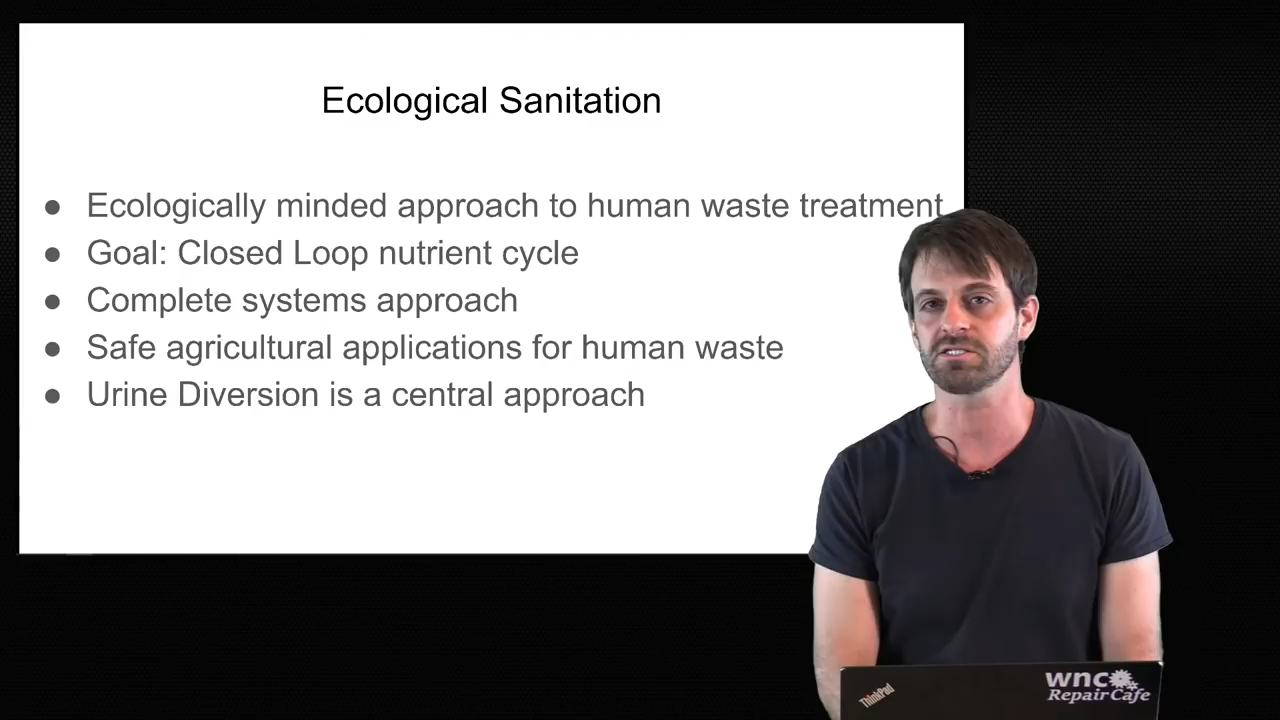 Ecological Sanitation
● Ecologically minded approach to human waste treatment
● Goal: Closed Loop nutrient cycle
● Complete systems approach
● Safe agricultural applications for human waste
● Urine Diversion is a central approach
ThinkPad
wnc
Repair Cafe